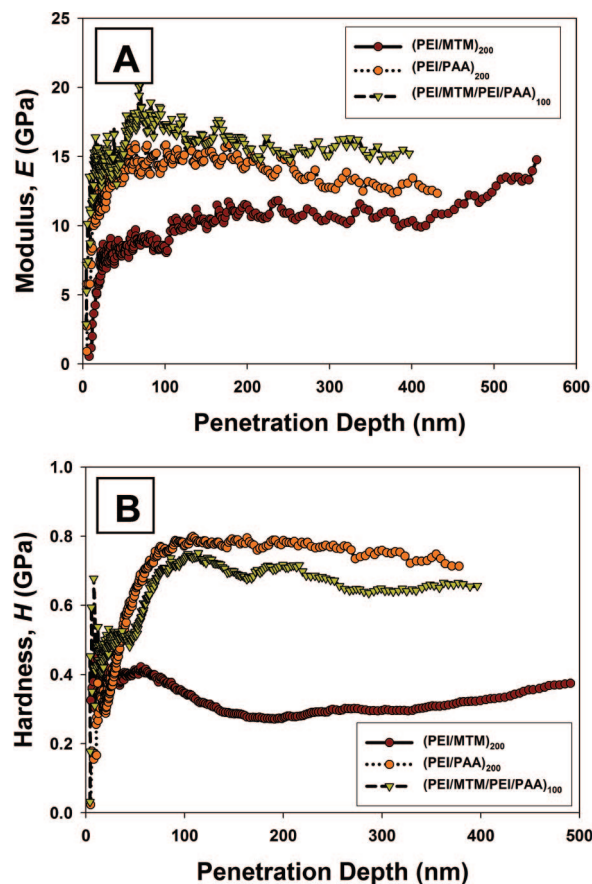 A
(PEI/MTM)200
(PEI/PAA)200
(PEI/MTM/PEI/PAA)100
Modulus, E (GPa)
25
20
15
10
5
0
0 100 200 300 400 500 600
Penetration Depth (nm)
B
Hardness, H (GPa)
1.0
0.8
0.6
0.4
0.2
0.0
(PEI/MTM)200
(PEI/PAA)200
(PEI/MTM/PEI/PAA)100
0 100 200 300 400 500
Penetration Depth (nm)